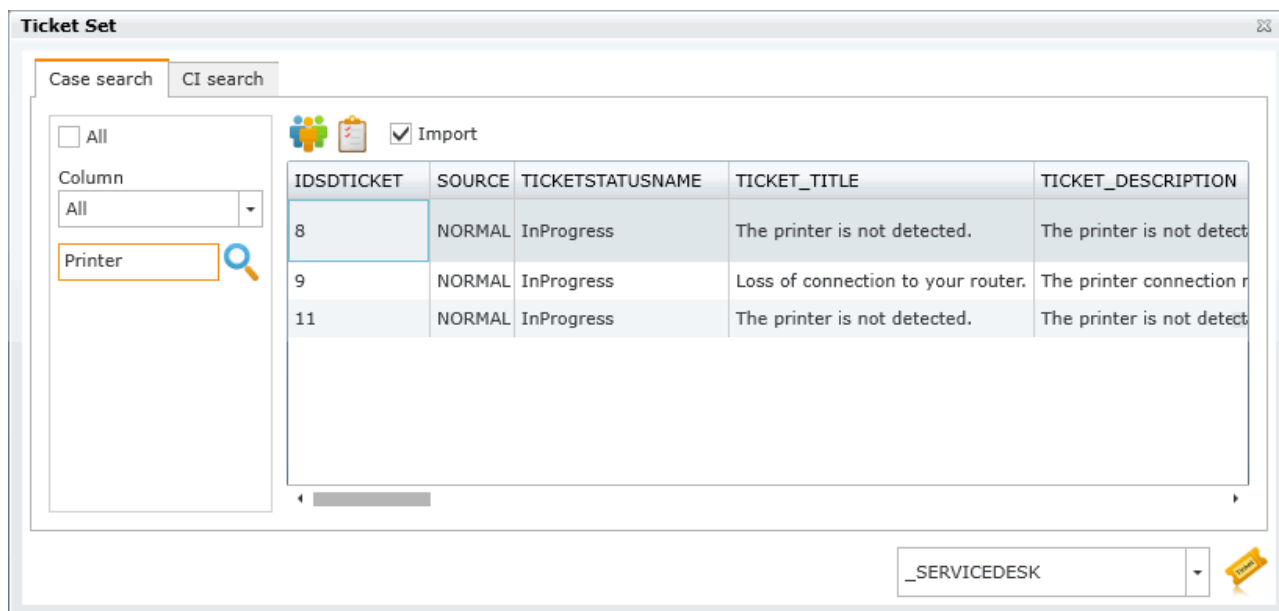 Ticket Set
Case search CI search
All
Import
Column
All
Printer
IDSDTICKET SOURCE TICKETSTATUSNAME TICKET_TITLE TICKET_DESCRIPTION
8 NORMAL InProgress The printer is not detected. The printer is not detect
9 NORMAL InProgress Loss of connection to your router. The printer connection r
11 NORMAL InProgress The printer is not detected. The printer is not detect
_SERVICEDESK
Ticket